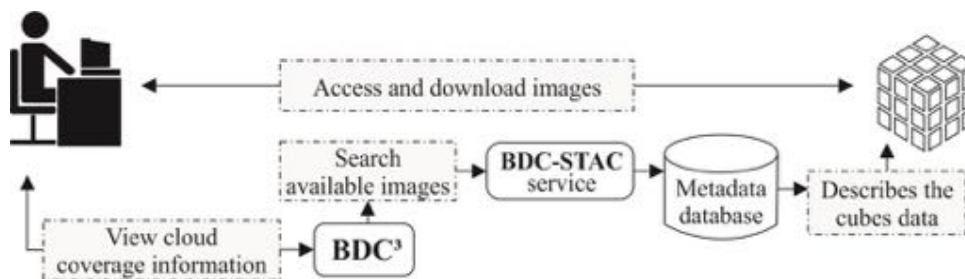 Access and download images
Search
available images
BDC-STAC
service
Metadata
database
Describes the
cubes data
View cloud
coverage information
BDC³